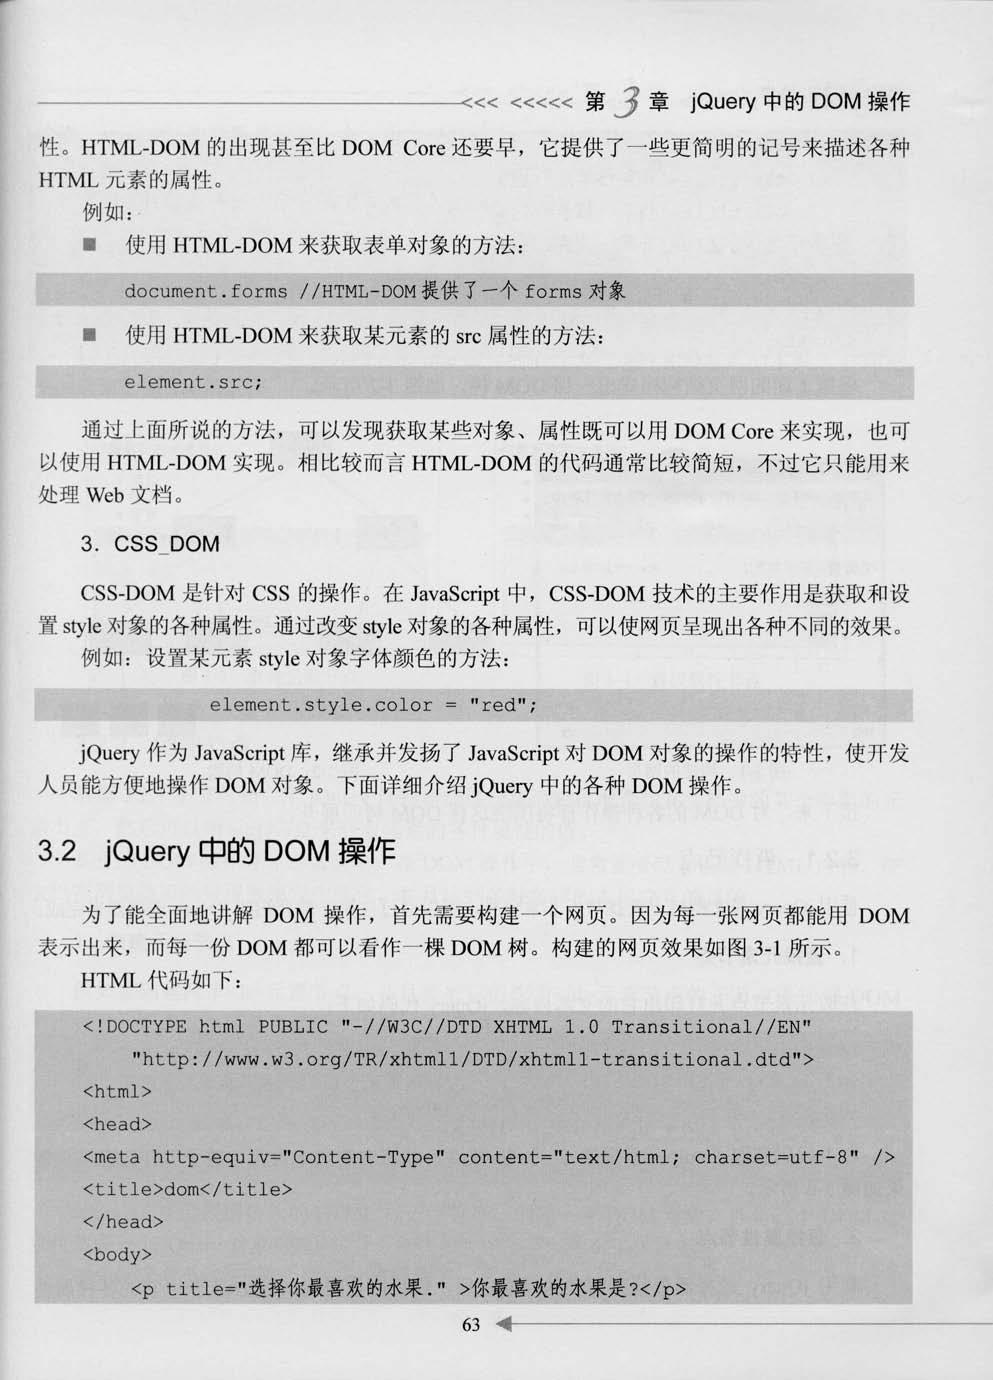 <<< <<<<< 第 3 章 jQuery 中的 DOM 操作
性。HTML-DOM 的出现甚至比 DOM Core 还要早，它提供了一些更简明的记号来描述各种
HTML 元素的属性。
例如：
■ 使用 HTML-DOM 来获取表单对象的方法：
document.forms //HTML-DOM 提供了一个 forms 对象
■ 使用 HTML-DOM 来获取某元素的 src 属性的方法：
element.src;
通过上面所说的方法，可以发现获取某些对象、属性既可以用 DOM Core 来实现，也可
以使用 HTML-DOM 实现。相比较而言 HTML-DOM 的代码通常比较简短，不过它只能用来
处理 Web 文档。
3．CSS_DOM
CSS-DOM 是针对 CSS 的操作。在 JavaScript 中，CSS-DOM 技术的主要作用是获取和设
置 style 对象的各种属性。通过改变 style 对象的各种属性，可以使网页呈现出各种不同的效果。
例如：设置某元素 style 对象字体颜色的方法：
element.style.color = "red";
jQuery 作为 JavaScript 库，继承并发扬了 JavaScript 对 DOM 对象的操作的特性，使开发
人员能方便地操作 DOM 对象。下面详细介绍 jQuery 中的各种 DOM 操作。
3.2 jQuery 中的 DOM 操作
为了能全面地讲解 DOM 操作，首先需要构建一个网页。因为每一张网页都能用 DOM
表示出来，而每一份 DOM 都可以看作一棵 DOM 树。构建的网页效果如图 3-1 所示。
HTML 代码如下：
<!DOCTYPE html PUBLIC "-//W3C//DTD XHTML 1.0 Transitional//EN"
"http://www.w3.org/TR/xhtml1/DTD/xhtml1-transitional.dtd">
<html>
<head>
<meta http-equiv="Content-Type" content="text/html; charset=utf-8" />
<title>dom</title>
</head>
<body>
<p title="选择你最喜欢的水果." >你最喜欢的水果是?</p>
63